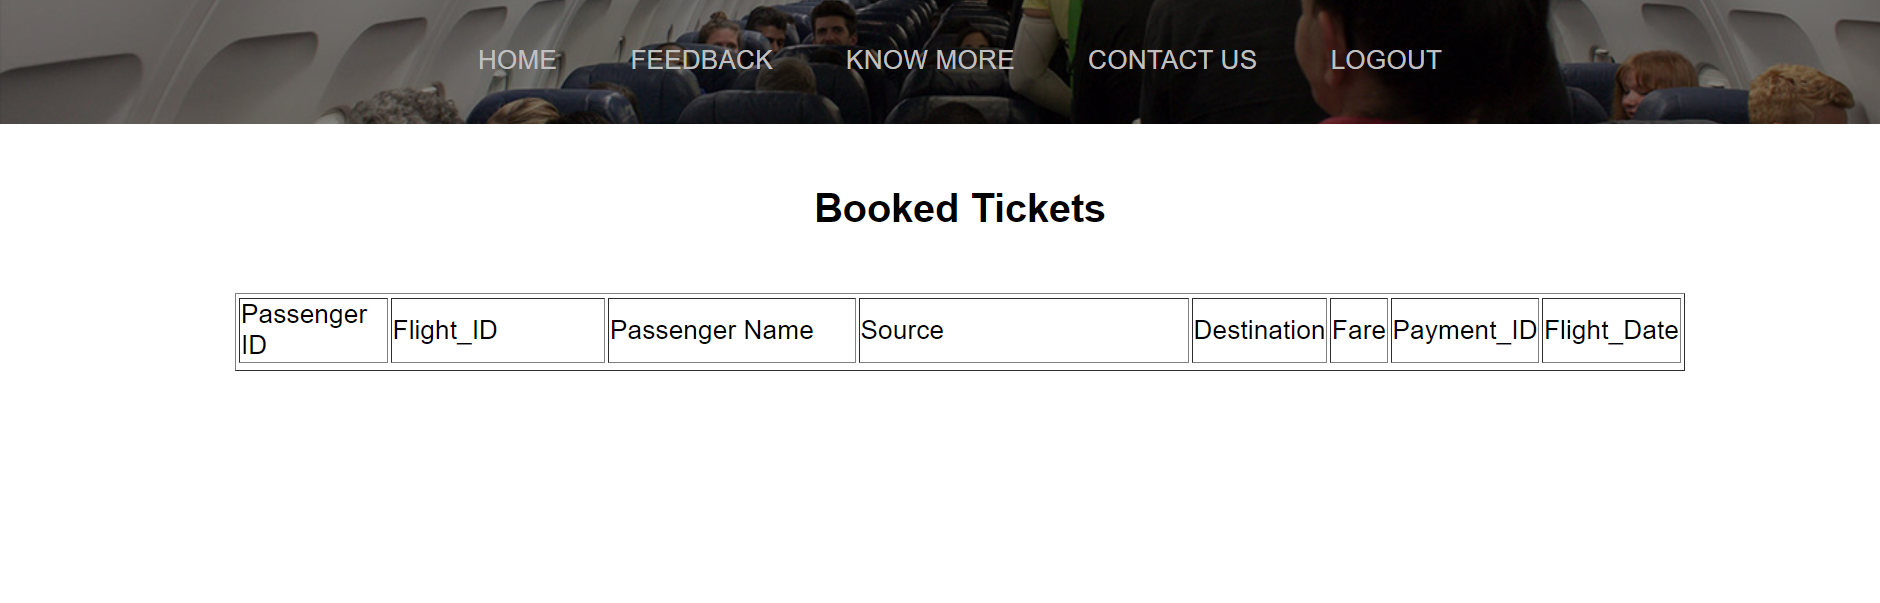 HOME FEEDBACK KNOW MORE CONTACT US LOGOUT
Booked Tickets
Passenger ID Flight_ID Passenger Name Source Destination Fare Payment_ID Flight_Date